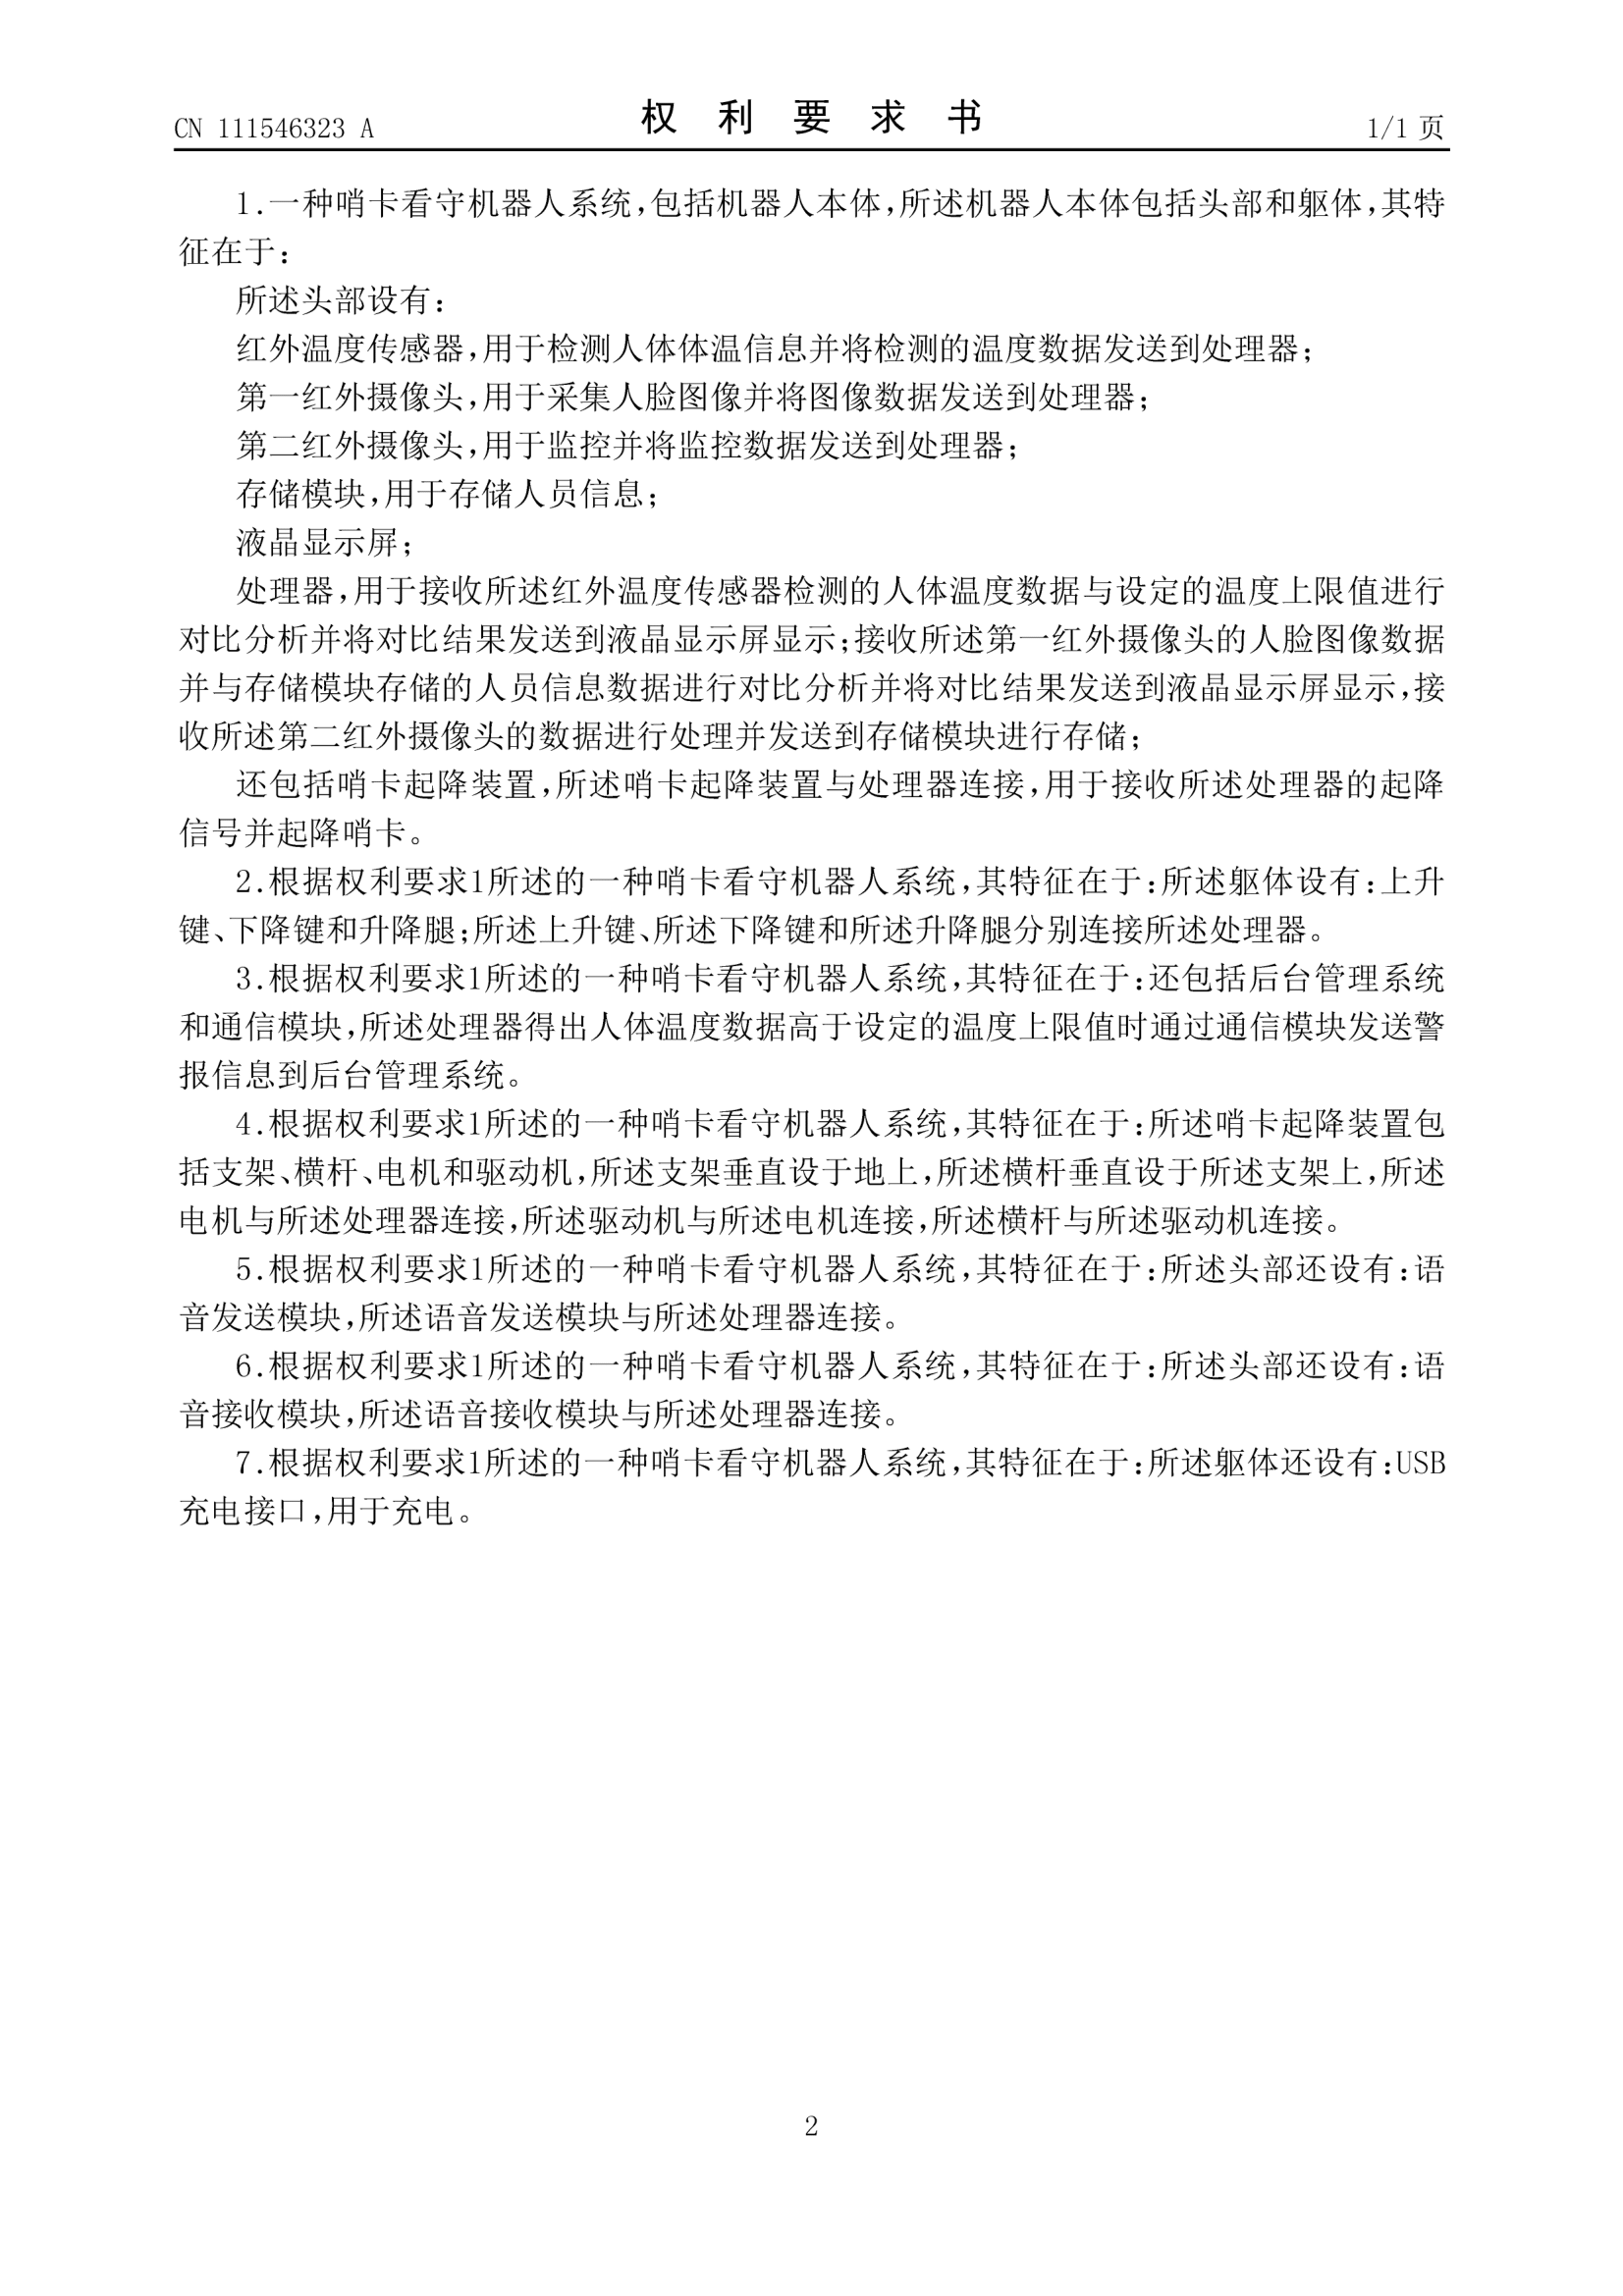 CN 111546323 A
权利要求书
1/1 页
1.一种哨卡看守机器人系统,包括机器人本体,所述机器人本体包括头部和躯体,其特
征在于:
所述头部设有:
红外温度传感器,用于检测人体体温信息并将检测的温度数据发送到处理器;
第一红外摄像头,用于采集人脸图像并将图像数据发送到处理器;
第二红外摄像头,用于监控并将监控数据发送到处理器;
存储模块,用于存储人员信息;
液晶显示屏;
处理器,用于接收所述红外温度传感器检测的人体温度数据与设定的温度上限值进行
对比分析并将对比结果发送到液晶显示屏显示;接收所述第一红外摄像头的人脸图像数据
并与存储模块存储的人员信息数据进行对比分析并将对比结果发送到液晶显示屏显示,接
收所述第二红外摄像头的数据进行处理并发送到存储模块进行存储;
还包括哨卡起降装置,所述哨卡起降装置与处理器连接,用于接收所述处理器的起降
信号并起降哨卡。
2.根据权利要求1所述的一种哨卡看守机器人系统,其特征在于:所述躯体设有:上升
键、下降键和升降腿;所述上升键、所述下降键和所述升降腿分别连接所述处理器。
3.根据权利要求1所述的一种哨卡看守机器人系统,其特征在于:还包括后台管理系统
和通信模块,所述处理器得出人体温度数据高于设定的温度上限值时通过通信模块发送警
报信息到后台管理系统。
4.根据权利要求1所述的一种哨卡看守机器人系统,其特征在于:所述哨卡起降装置包
括支架、横杆、电机和驱动机,所述支架垂直设于地上,所述横杆垂直设于所述支架上,所述
电机与所述处理器连接,所述驱动机与所述电机连接,所述横杆与所述驱动机连接。
5.根据权利要求1所述的一种哨卡看守机器人系统,其特征在于:所述头部还设有:语
音发送模块,所述语音发送模块与所述处理器连接。
6.根据权利要求1所述的一种哨卡看守机器人系统,其特征在于:所述头部还设有:语
音接收模块,所述语音接收模块与所述处理器连接。
7.根据权利要求1所述的一种哨卡看守机器人系统,其特征在于:所述躯体还设有:USB
充电接口,用于充电。
2